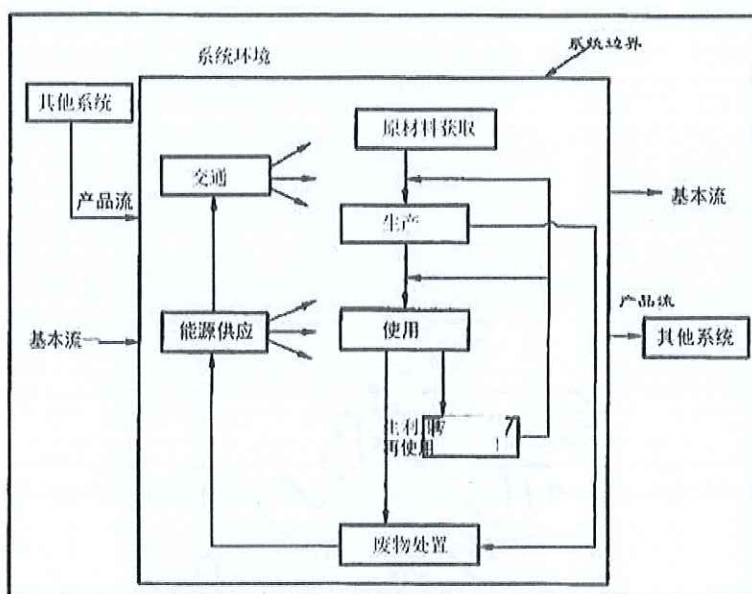 系统环境
系统边界
其他系统
原材料获取
交通
产品流
基本流
生产
产品流
能源供应
使用
基本流
其他系统
再使用
废物处置